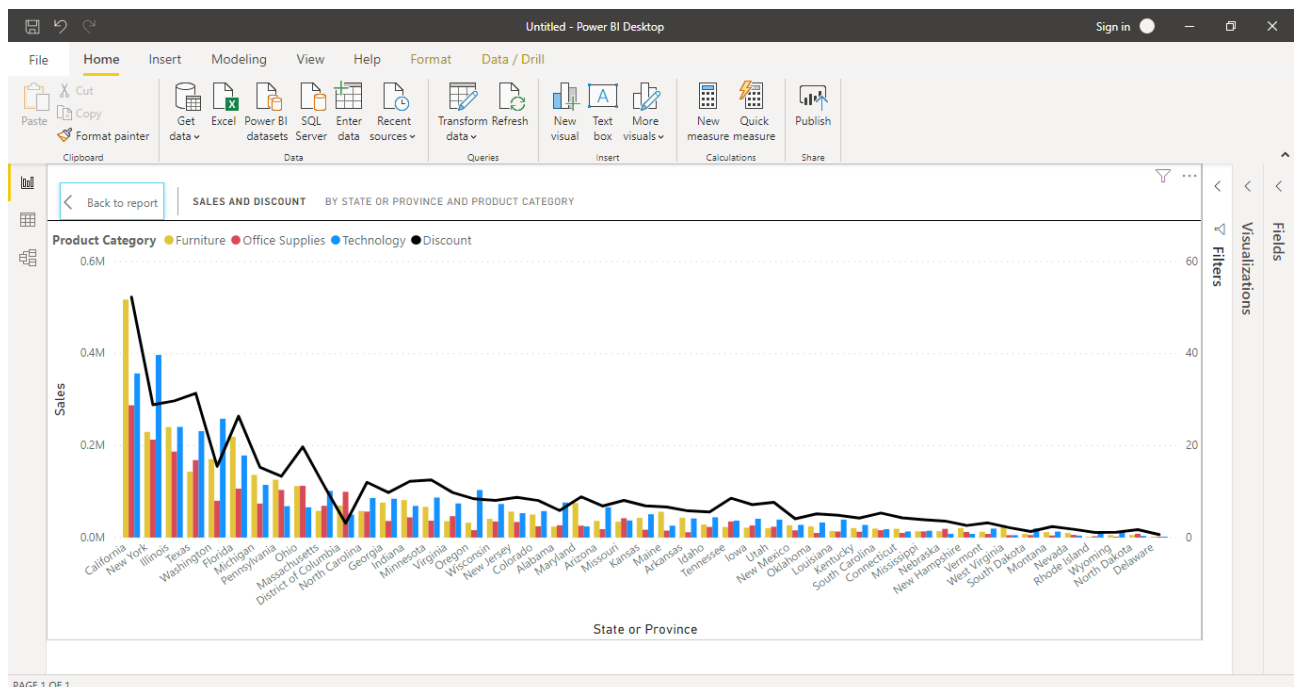 Untitled - Power BI Desktop
Sign in
File Home Insert Modeling View Help Format Data / Drill
Paste
Cut
Copy
Format painter
Clipboard
Get data
Excel
Power BI datasets
SQL Server
Enter data
Recent sources
Data
Transform data
Refresh
Queries
New visual
Text box
More visuals
Insert
New measure
Quick measure
Calculations
Publish
Share
Back to report
SALES AND DISCOUNT BY STATE OR PROVINCE AND PRODUCT CATEGORY
Product Category Furniture Office Supplies Technology Discount
0.6M
0.4M
0.2M
0.0M
Sales
60
40
20
0
California
New York
Illinois
Texas
Washington
Florida
Michigan
Pennsylvania
Ohio
Massachusetts
District of Columbia
North Carolina
Georgia
Indiana
Minnesota
Virginia
Oregon
Wisconsin
New Jersey
Colorado
Alabama
Maryland
Arizona
Missouri
Kansas
Maine
Arkansas
Idaho
Tennessee
Iowa
Utah
New Mexico
Oklahoma
Louisiana
Kentucky
South Carolina
Connecticut
Mississippi
Nebraska
New Hampshire
Vermont
West Virginia
South Dakota
Montana
Nevada
Rhode Island
Wyoming
North Dakota
Delaware
State or Province
Filters
Visualizations
Fields
PAGE 1 OF 1